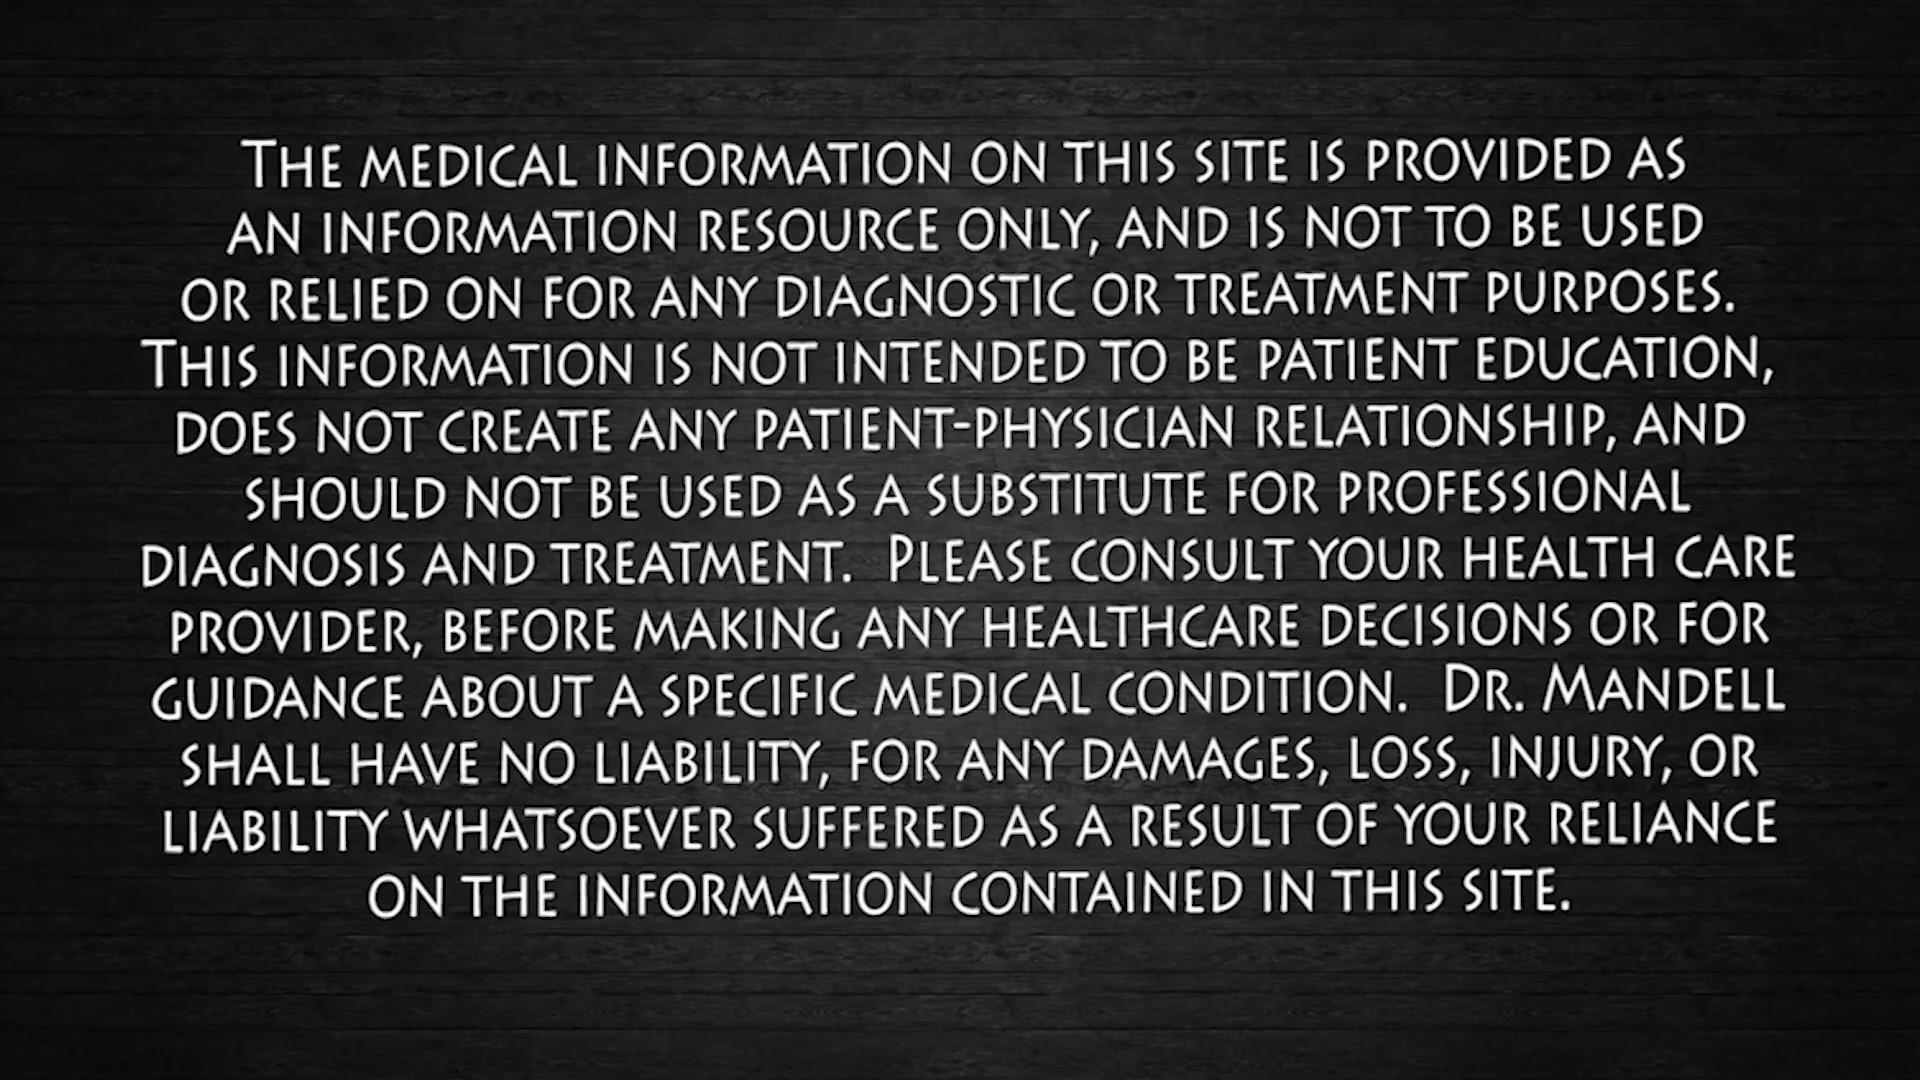 The medical information on this site is provided as
an information resource only, and is not to be used
or relied on for any diagnostic or treatment purposes.
This information is not intended to be patient education,
does not create any patient-physician relationship, and
should not be used as a substitute for professional
diagnosis and treatment.  Please consult your health care
provider, before making any healthcare decisions or for
guidance about a specific medical condition.  Dr. Mandell
shall have no liability, for any damages, loss, injury, or
liability whatsoever suffered as a result of your reliance
on the information contained in this site.